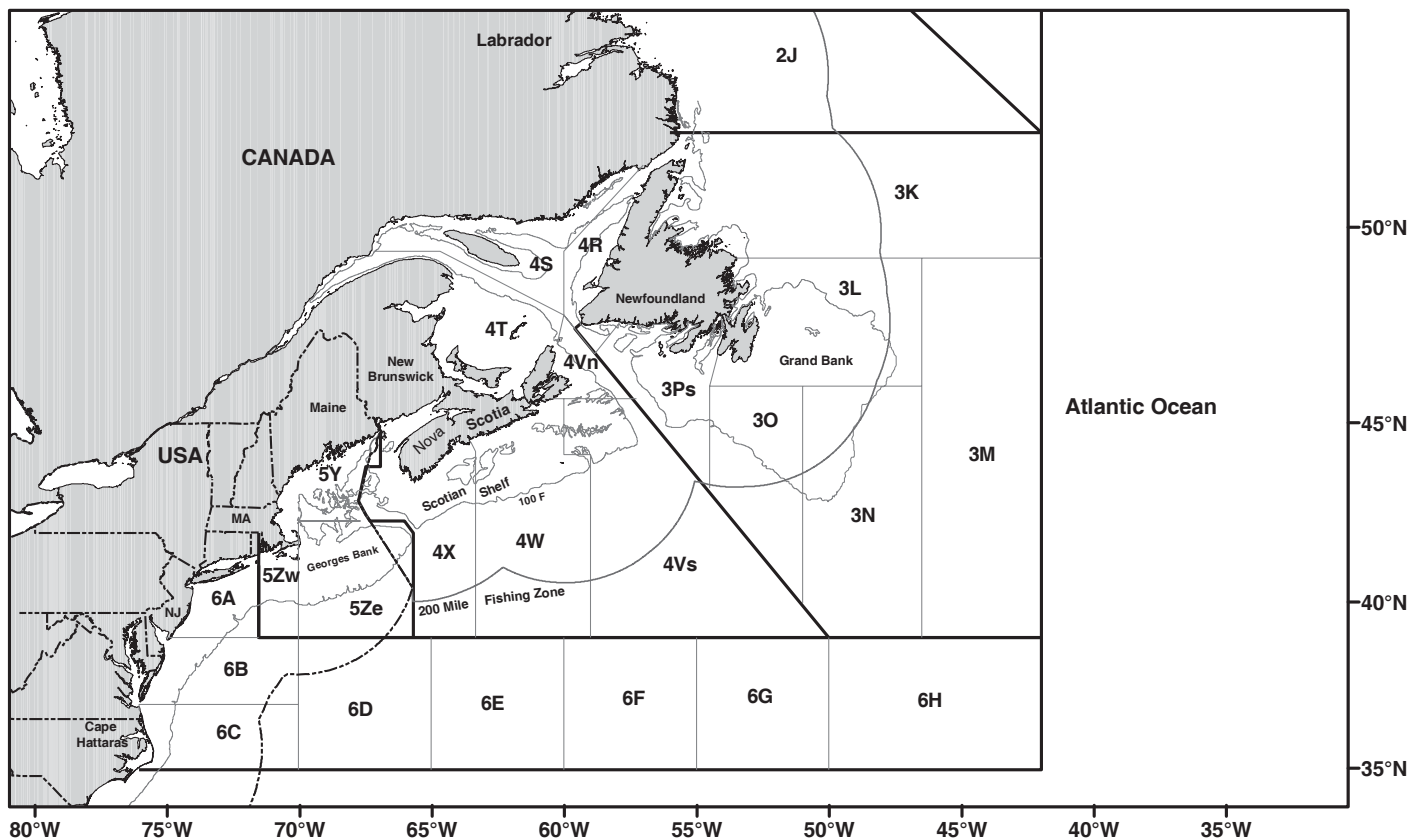 Labrador
2J
CANADA
3K
50°N
4R
4S
3L
Newfoundland
4T
Grand Bank
New
Brunswick
4Vn
3Ps
Maine
Atlantic Ocean
3O
Nova Scotia
45°N
USA
3M
5Y
Scotian Shelf
100 F
3N
MA
4W
4X
Georges Bank
4Vs
5Zw
6A
5Ze
200 Mile Fishing Zone
40°N
NJ
6B
6D
6E
6F
6G
6H
Cape
Hattaras
6C
35°N
80°W
75°W
70°W
65°W
60°W
55°W
50°W
45°W
40°W
35°W